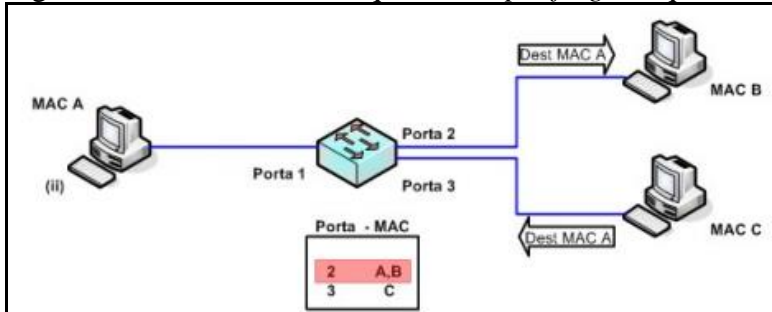 Dest MAC A
MAC B
MAC A
Porta 2
(ii)
Porta 1
Porta 3
Porta - MAC
Dest MAC A
MAC C
2 A,B
3 C